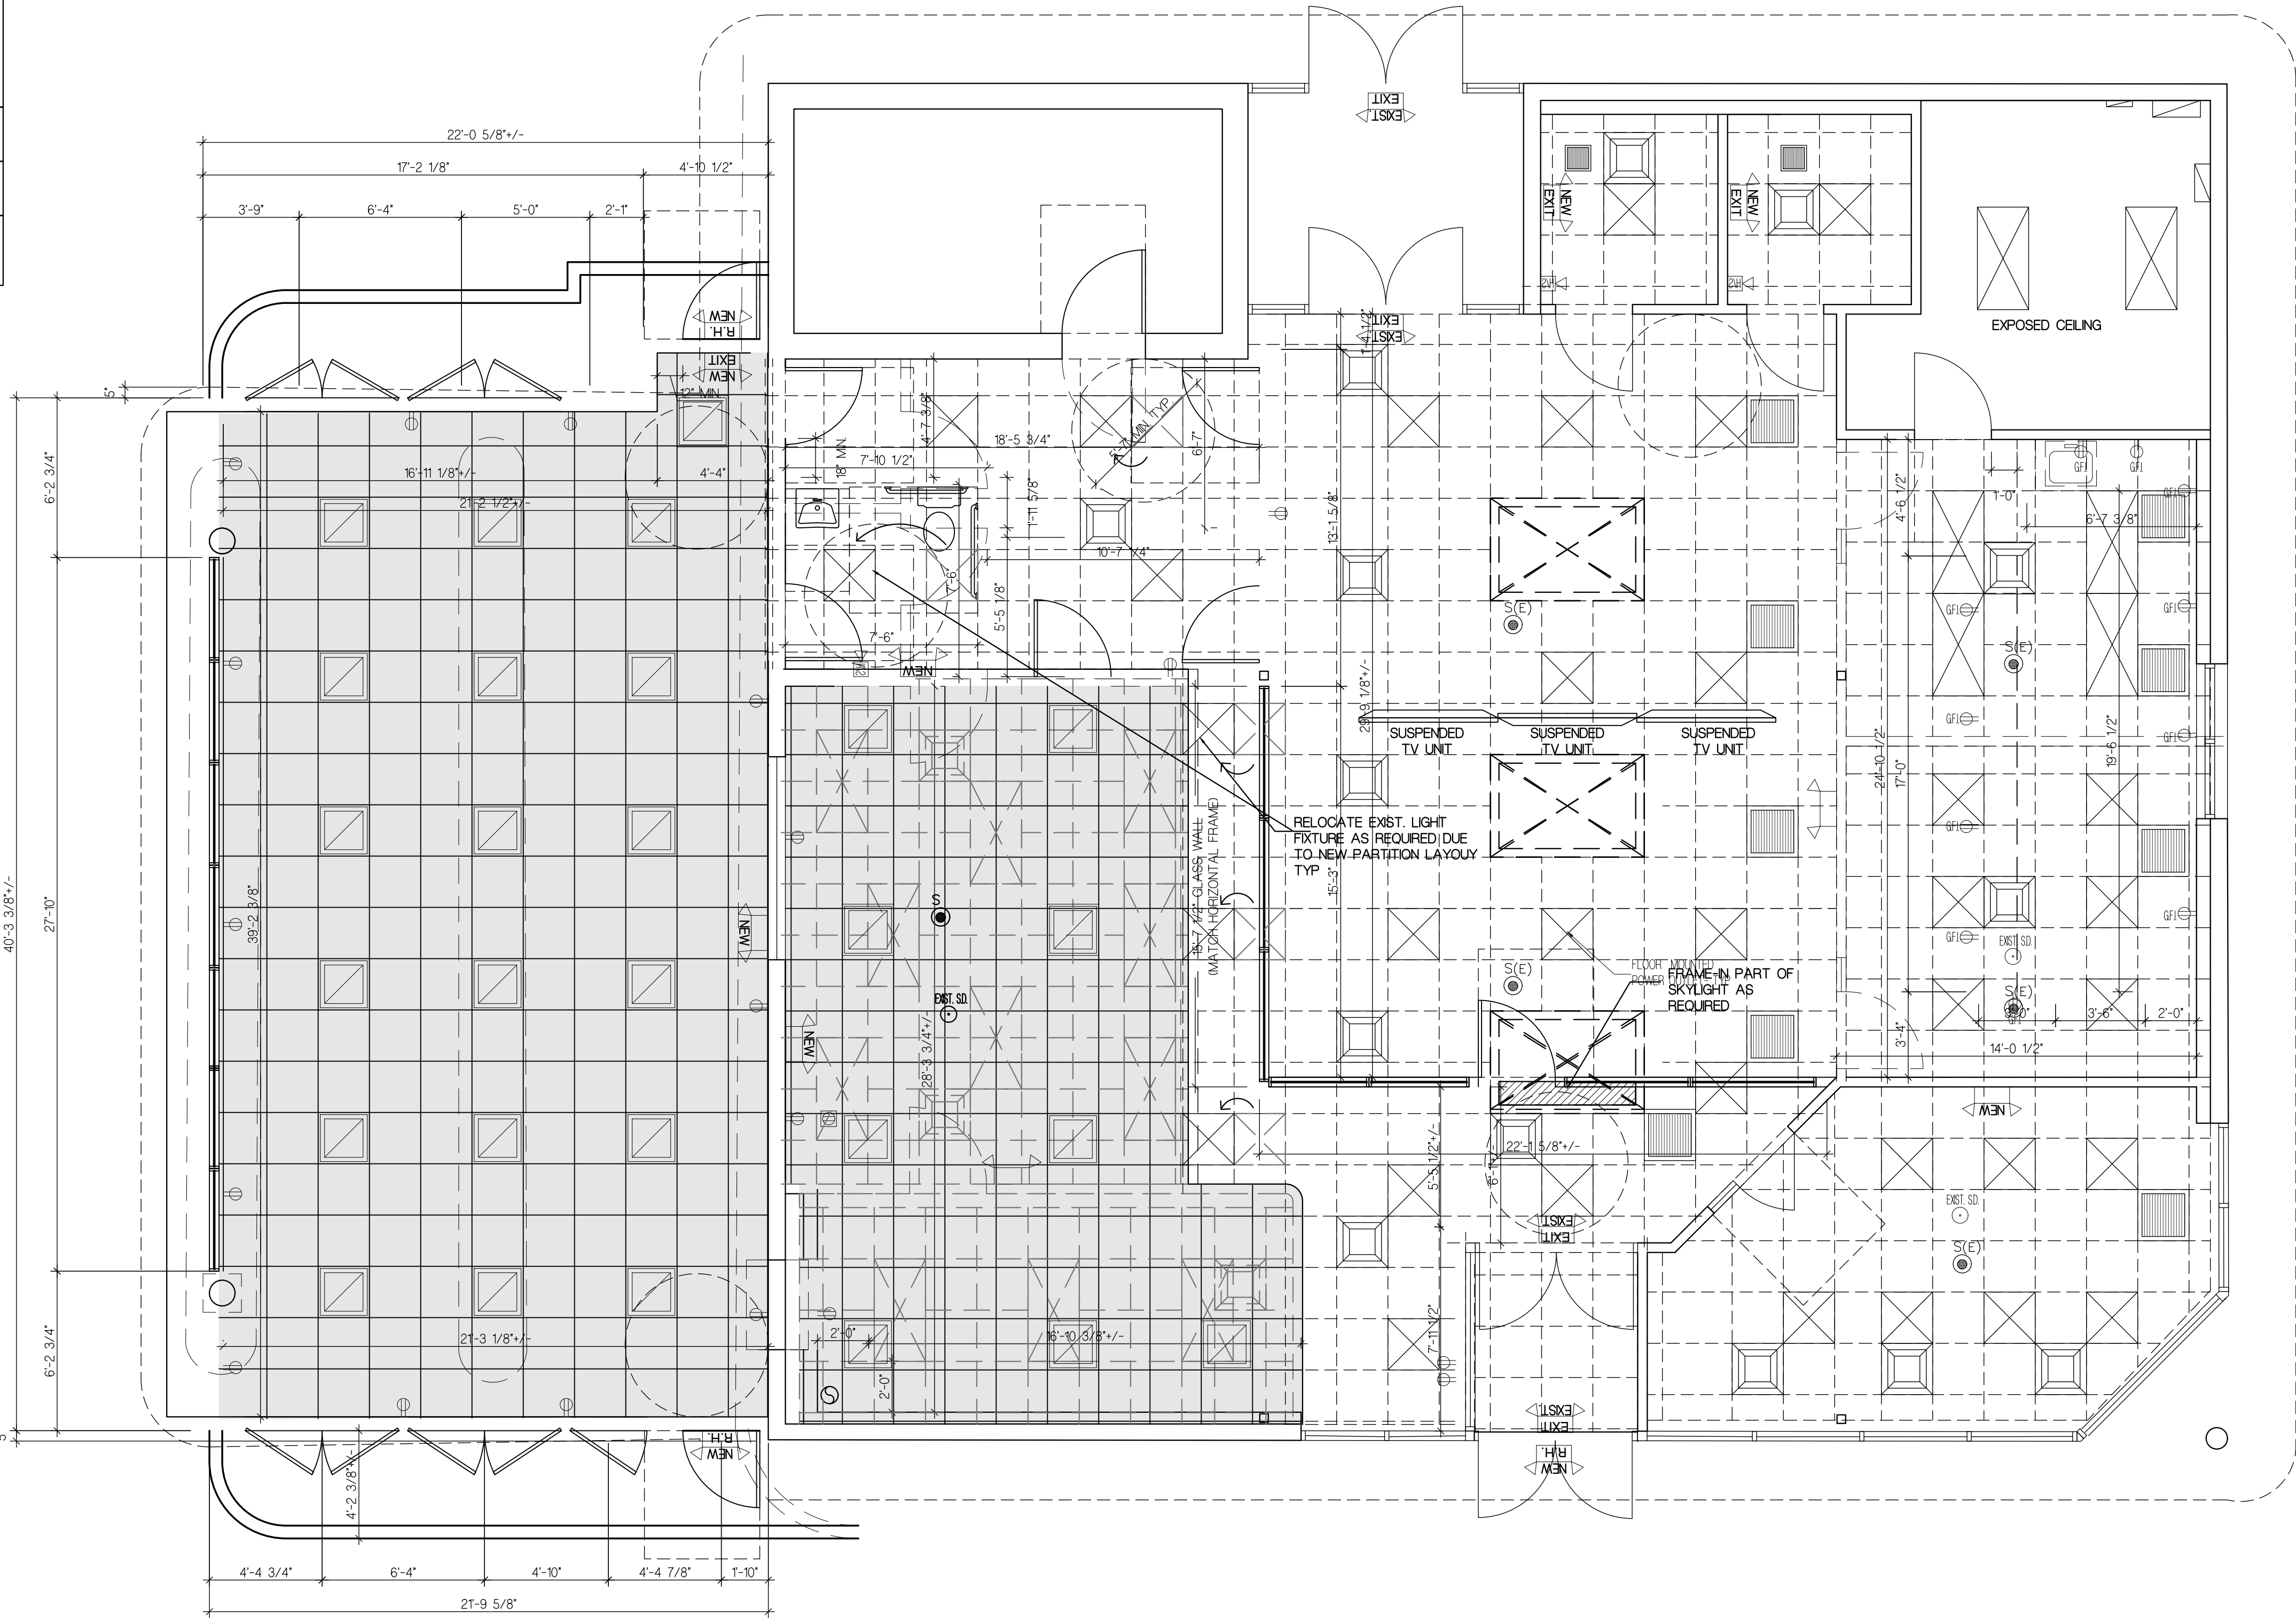 EXIT
EXIST.
22'-0 5/8"+/-
17'-2 1/8"
4'-10 1/2"
3'-9"
6'-4"
5'-0"
2'-1"
NEW
EXIT
NEW
EXIT
R.H.
NEW
EXIT
EXIST
1'-4 1/2"
EXPOSED CEILING
EXIT
NEW
5"
12" MIN.
4'-7 3/8"
18'-5 3/4"
5'-7" MIN. TYP.
6'-7"
18" MIN.
7'-10 1/2"
16'-11 1/8"+/-
4'-4"
21'-2 1/2"+/-
6'-2 3/4"
1'-11 5/8"
13'-1 5/8"
4'-6 1/2"
1'-0"
6'-7 3/8"
G.F.I.
G.F.I.
G.F.I.
10'-7 1/4"
5'-5 1/8"
S(E)
G.F.I.
G.F.I.
7'-6"
NEW
S(E)
29'-9 1/8"+/-
SUSPENDED
TV UNIT
SUSPENDED
TV UNIT
SUSPENDED
TV UNIT
G.F.I.
G.F.I.
24'-10 1/2"
17'-0"
19'-6 1/2"
RELOCATE EXIST. LIGHT
FIXTURE AS REQUIRED DUE
TO NEW PARTITION LAYOUY
TYP
15'-7 1/2" GLASS WALL
(MATCH HORIZONTAL FRAME)
15'-3"
G.F.I.
40'-3 3/8"+/-
27'-10"
39'-2 3/8"
NEW
S
EXIST. S.D.
NEW
28'-3 3/4"+/-
G.F.I.
G.F.I.
EXIST S.D.
S(E)
FLOOR MOUNTED
FRAME-IN PART OF
SKYLIGHT AS
REQUIRED
S(E)
3'-6"
2'-0"
3'-4"
14'-0 1/2"
NEW
22'-1 5/8"+/-
5'-5 1/2"+/-
EXIST
EXIT
EXIST S.D.
S(E)
6'-2 3/4"
21'-3 1/8"+/-
2'-0"
16'-10 3/8"+/-
2'-0"
7'-11 1/2"
EXIST
EXIT
R.H.
NEW
R.H.
NEW
4'-2 3/8"+/-
4'-4 3/4"
6'-4"
4'-10"
4'-4 7/8"
1'-10"
21'-9 5/8"